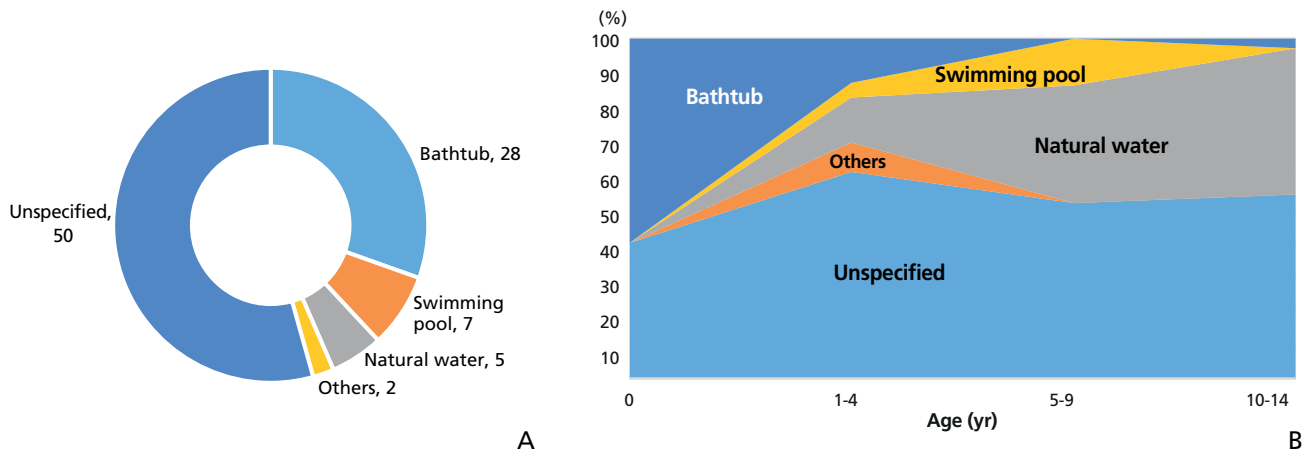 Bathtub, 28
Unspecified,
50
Swimming
pool, 7
Natural water, 5
Others, 2
A
(%)
100
90
80
70
60
50
40
30
20
10
Bathtub
Swimming pool
Natural water
Others
Unspecified
0
1-4
5-9
10-14
Age (yr)
B